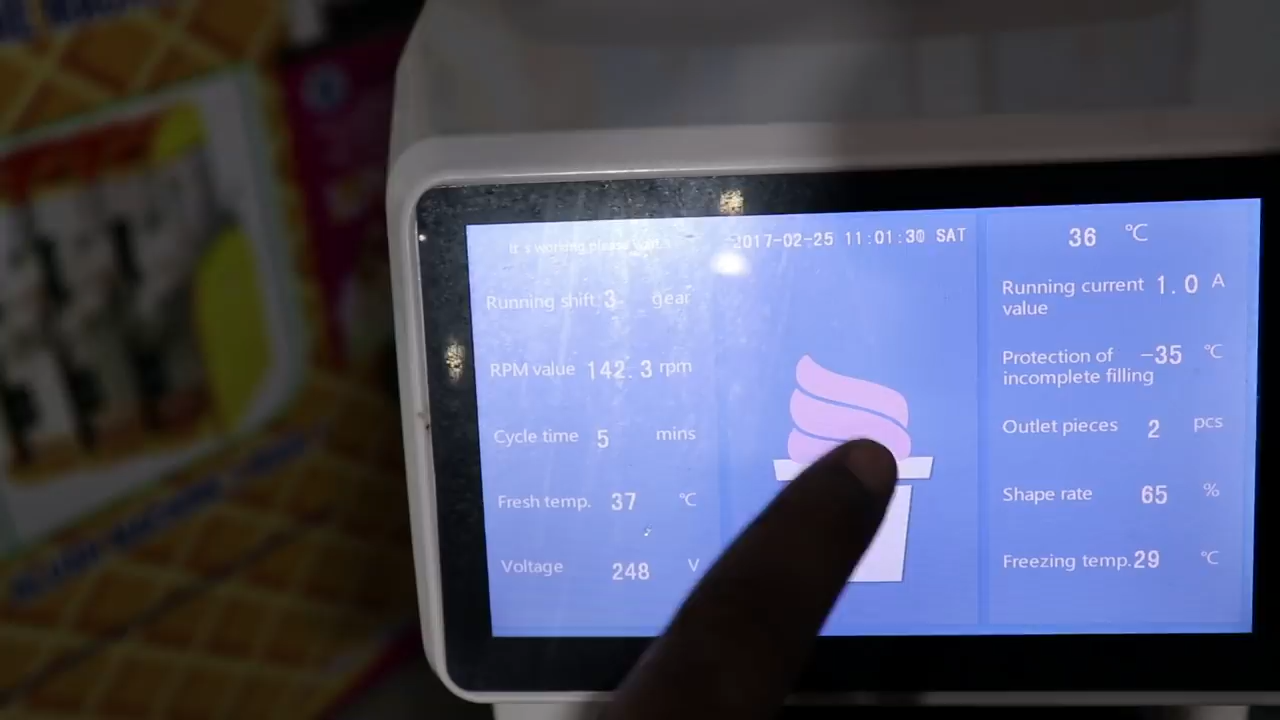 It's working please wait.
2017-02-25 11:01:30 SAT
36 ℃
Running shift 3 gear
Running current value 1.0 A
RPM value 142.3 rpm
Protection of incomplete filling -35 ℃
Cycle time 5 mins
Outlet pieces 2 pcs
Fresh temp. 37 ℃
Shape rate 65 %
Voltage 248 V
Freezing temp. 29 ℃